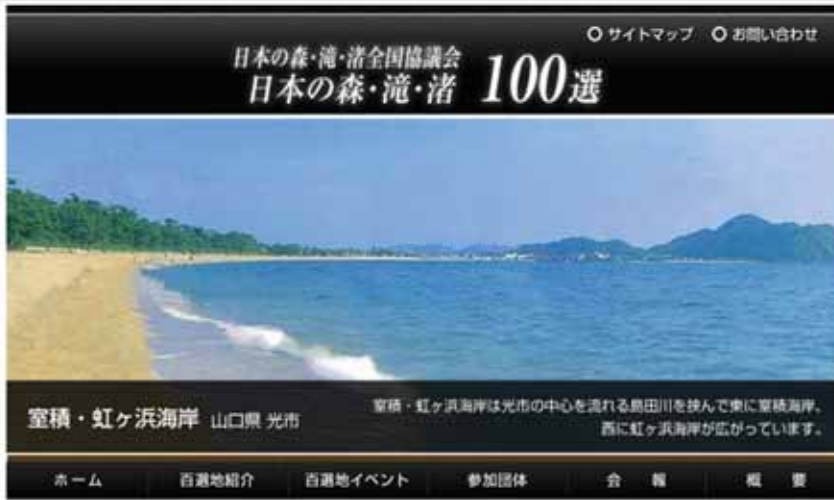 サイトマップ お問い合わせ
日本の森・滝・渚全国協議会
日本の森・滝・渚 100選
室積・虹ヶ浜海岸 山口県 光市
室積・虹ヶ浜海岸は光市の中心を流れる島田川を挟んで東に室積海岸、
西に虹ヶ浜海岸が広がっています。
ホーム 百選地紹介 百選地イベント 参加団体 会 報 概 要